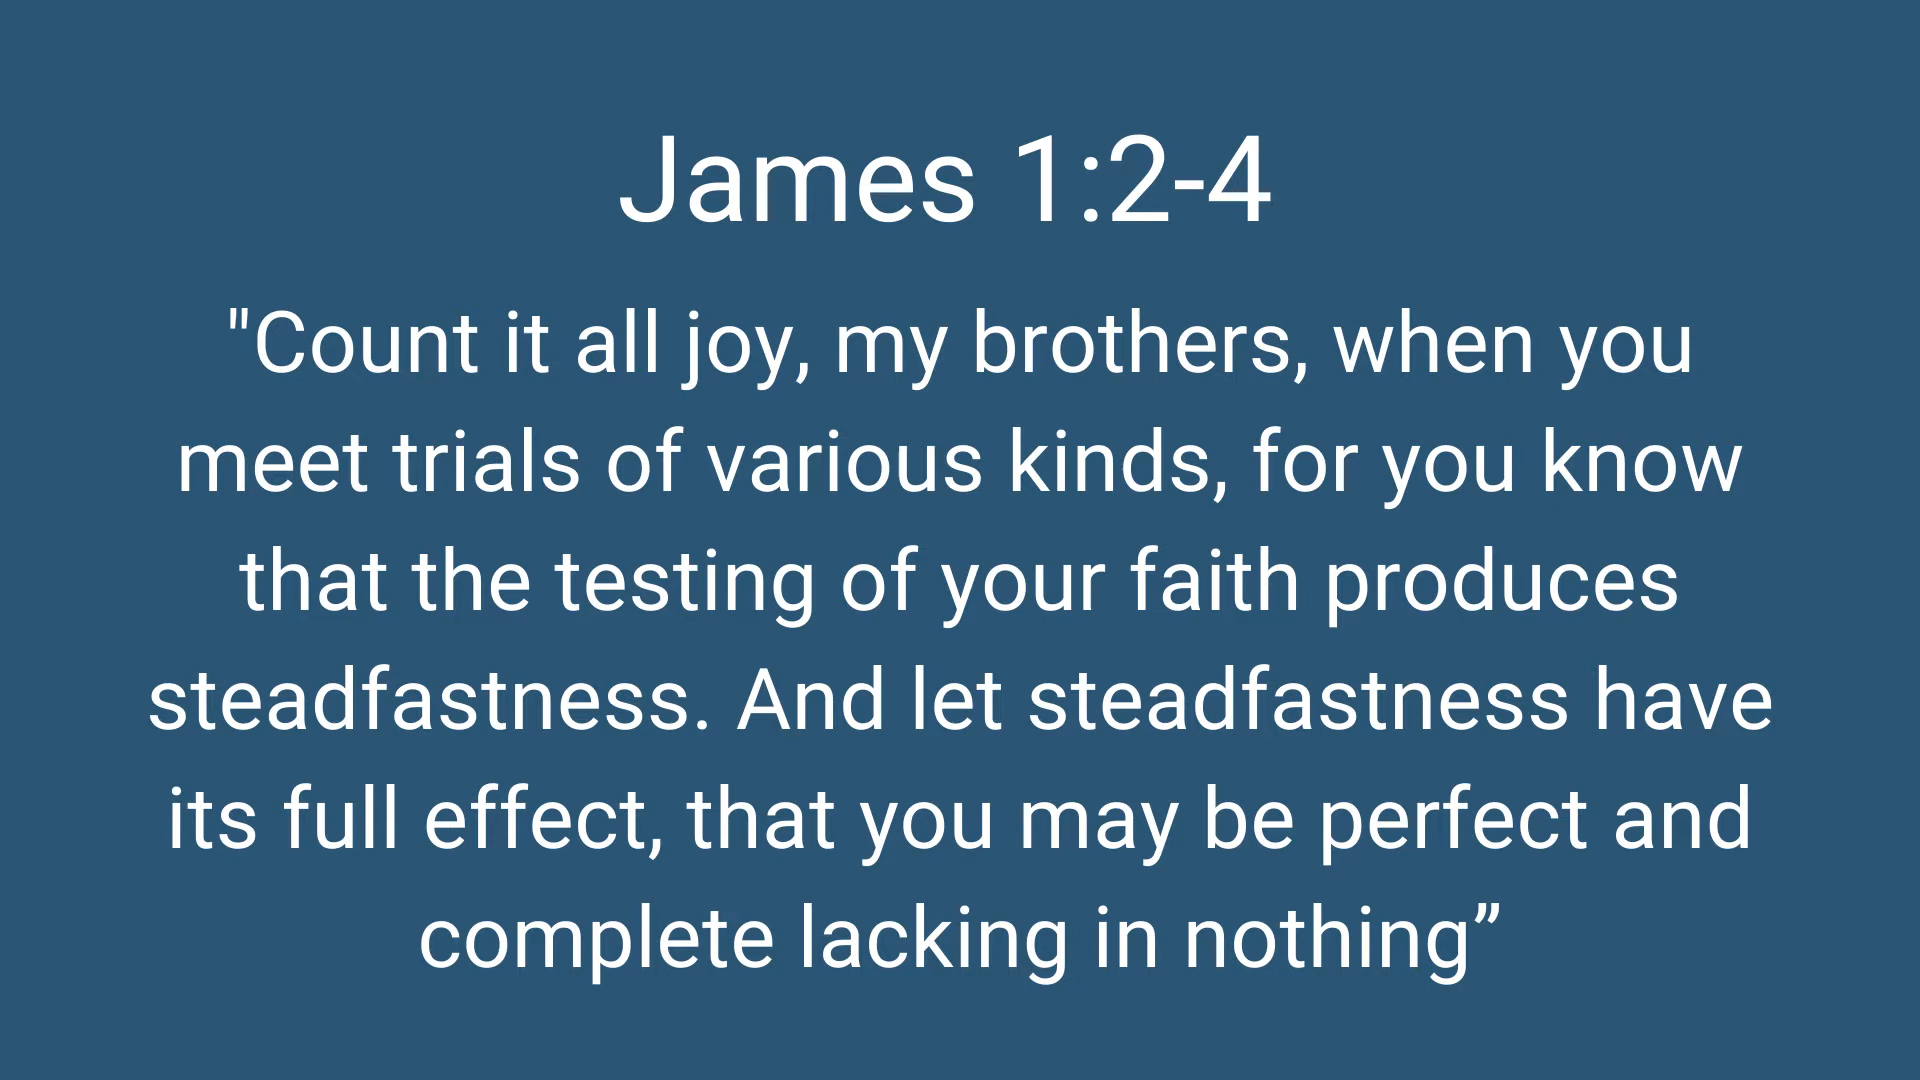 James 1:2-4
"Count it all joy, my brothers, when you
meet trials of various kinds, for you know
that the testing of your faith produces
steadfastness. And let steadfastness have
its full effect, that you may be perfect and
complete lacking in nothing”